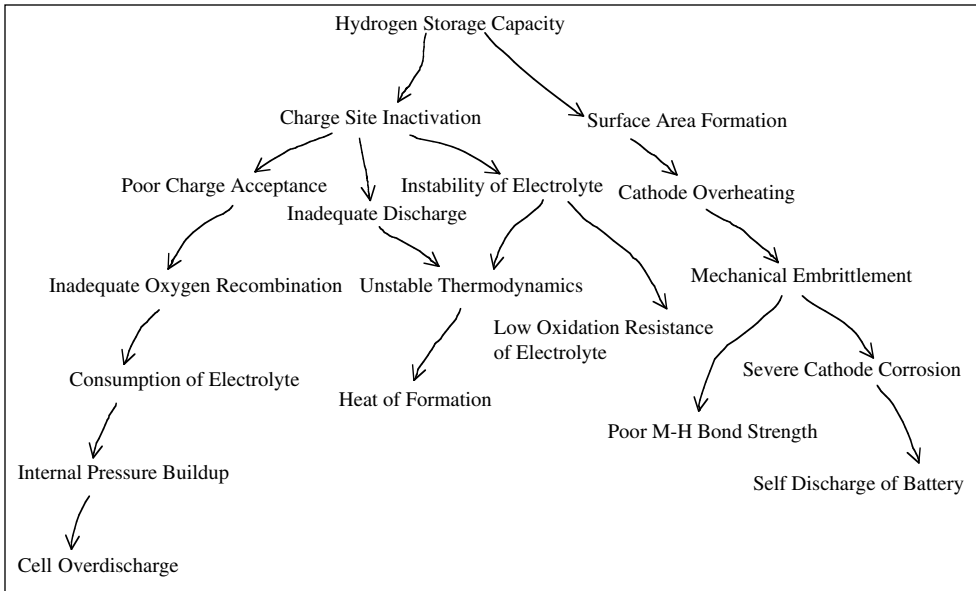 Hydrogen Storage Capacity
Charge Site Inactivation
Surface Area Formation
Poor Charge Acceptance
Instability of Electrolyte
Cathode Overheating
Inadequate Discharge
Inadequate Oxygen Recombination
Unstable Thermodynamics
Mechanical Embrittlement
Low Oxidation Resistance
of Electrolyte
Consumption of Electrolyte
Heat of Formation
Severe Cathode Corrosion
Poor M-H Bond Strength
Internal Pressure Buildup
Self Discharge of Battery
Cell Overdischarge